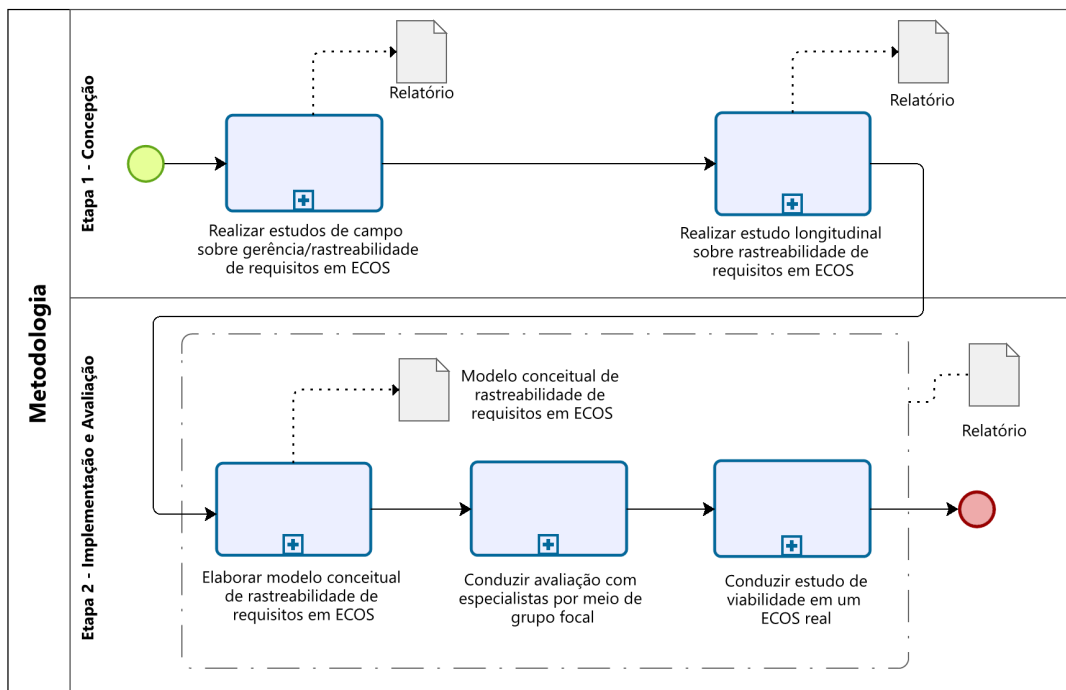 Metodologia
Etapa 1 - Concepção
Relatório
Relatório
Realizar estudos de campo
sobre gerência/rastreabilidade
de requisitos em ECOS
Realizar estudo longitudinal
sobre rastreabilidade de
requisitos em ECOS
Etapa 2 - Implementação e Avaliação
Modelo conceitual de
rastreabilidade de
requisitos em ECOS
Relatório
Elaborar modelo conceitual
de rastreabilidade de
requisitos em ECOS
Conduzir avaliação com
especialistas por meio de
grupo focal
Conduzir estudo de
viabilidade em um
ECOS real